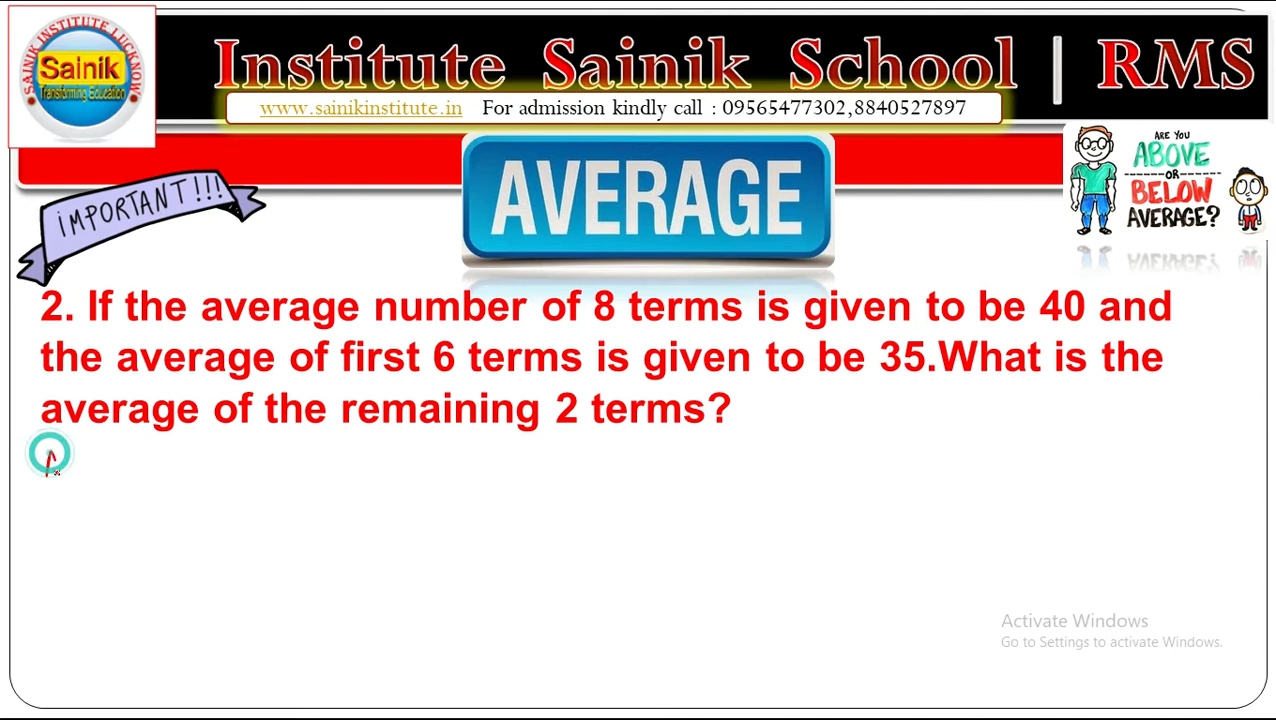 SAINIK INSTITUTE LUCKNOW
Sainik
Transforming Education
Institute Sainik School | RMS
www.sainikinstitute.in For admission kindly call : 09565477302,8840527897
IMPORTANT!!!
AVERAGE
ARE YOU
ABOVE
OR
BELOW
AVERAGE?
2. If the average number of 8 terms is given to be 40 and
the average of first 6 terms is given to be 35.What is the
average of the remaining 2 terms?
Activate Windows
Go to Settings to activate Windows.